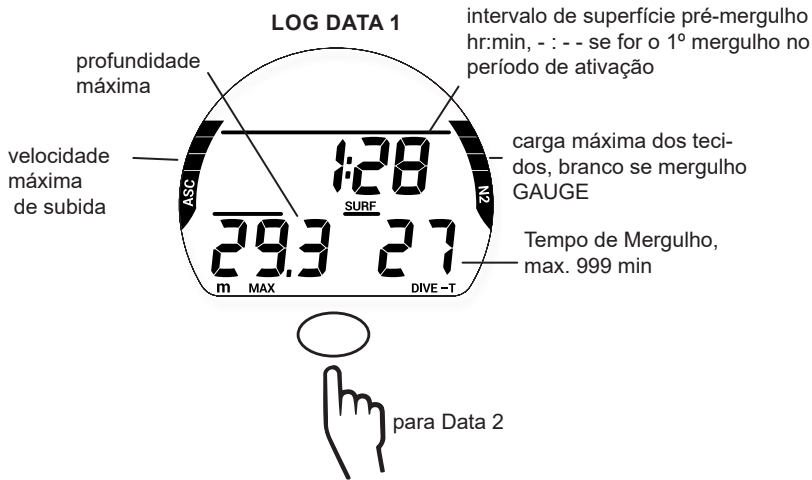 LOG DATA 1
intervalo de superfície pré-mergulho
hr:min, - : - - se for o 1º mergulho no
período de ativação
profundidade
máxima
velocidade
máxima
de subida
carga máxima dos teci-
dos, branco se mergulho
GAUGE
ASC
1:28
N2
SURF
29.3
27
m MAX
DIVE -T
Tempo de Mergulho,
max. 999 min
para Data 2